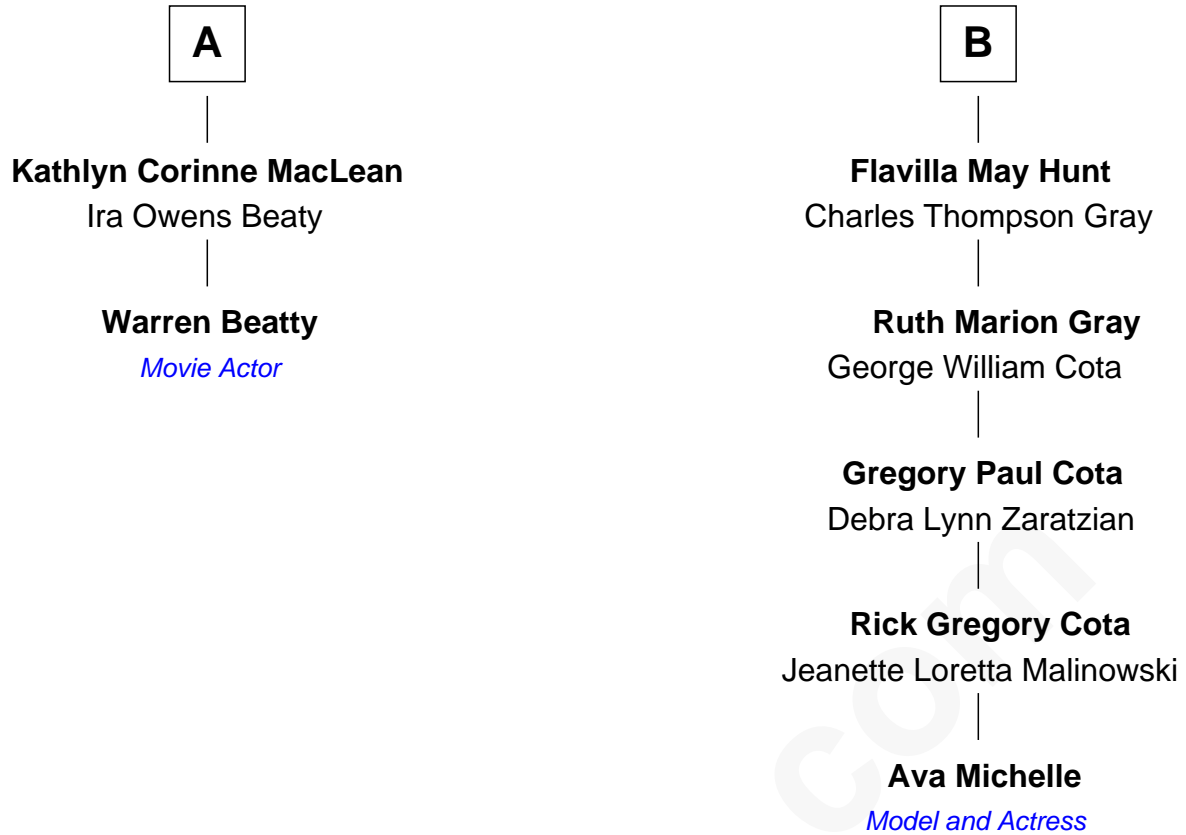 A
Kathlyn Corinne MacLean
Ira Owens Beaty
Warren Beatty
Movie Actor
B
Flavilla May Hunt
Charles Thompson Gray
Ruth Marion Gray
George William Cota
Gregory Paul Cota
Debra Lynn Zaratzian
Rick Gregory Cota
Jeanette Loretta Malinowski
Ava Michelle
Model and Actress
com